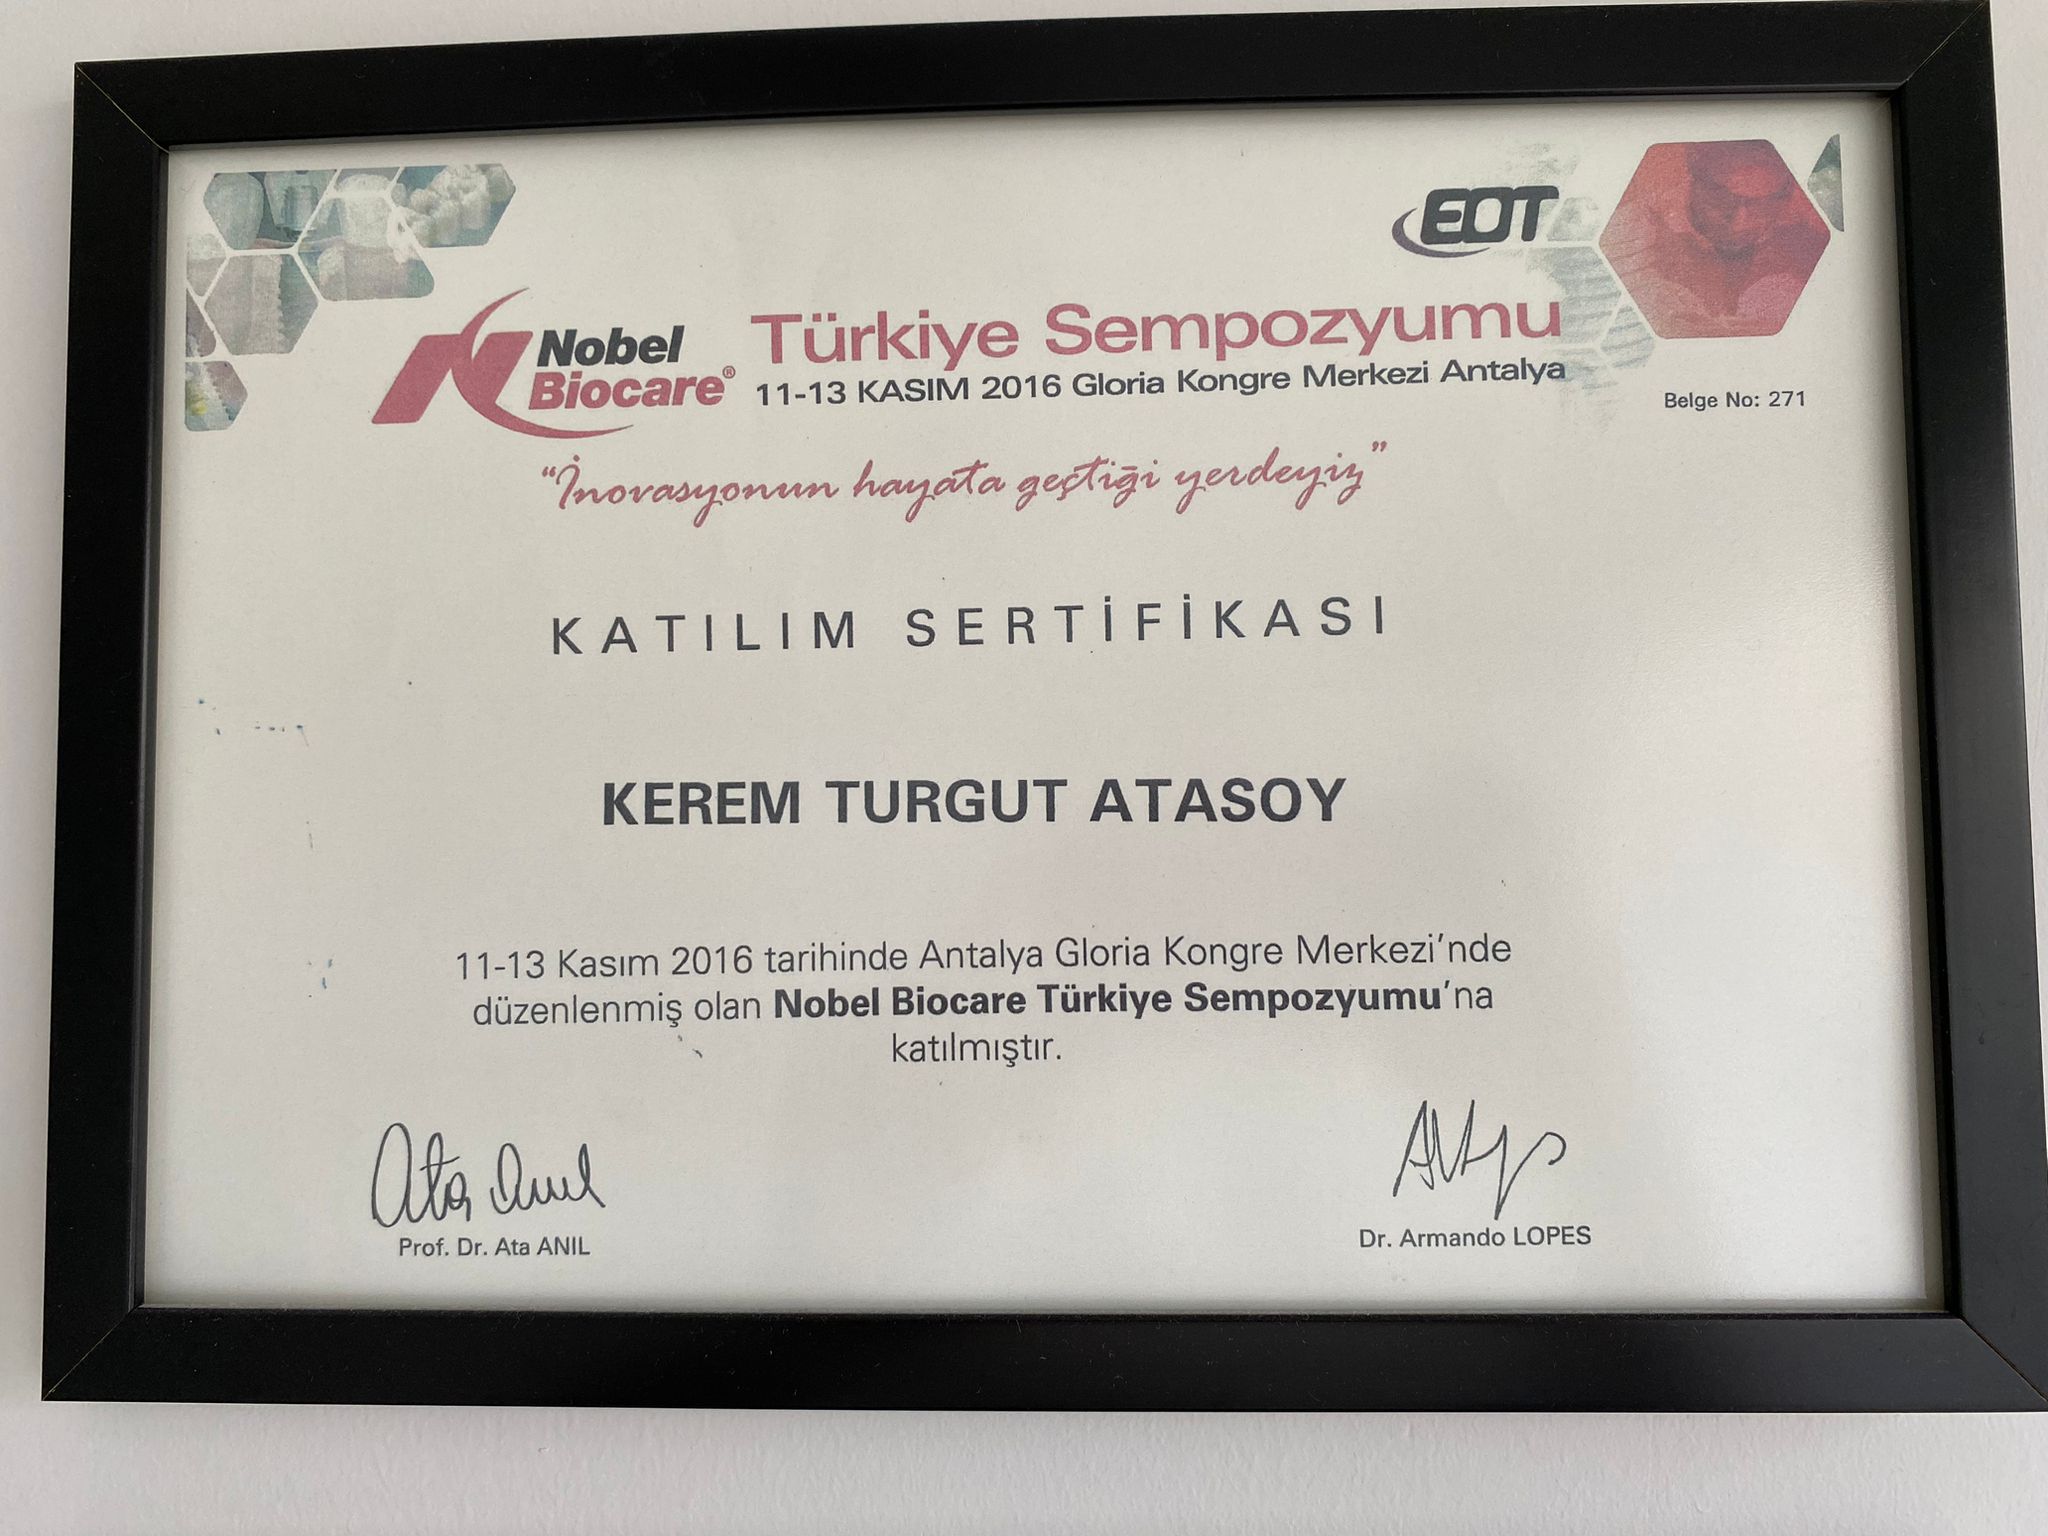 EOT
Nobel
Biocare®
Türkiye Sempozyumu
11-13 KASIM 2016 Gloria Kongre Merkezi Antalya
Belge No: 271
“İnovasyonun hayata geçtiği yerdeyiz”
KATILIM SERTİFİKASI
KEREM TURGUT ATASOY
11-13 Kasım 2016 tarihinde Antalya Gloria Kongre Merkezi’nde
düzenlenmiş olan Nobel Biocare Türkiye Sempozyumu’na
katılmıştır.
Ata Anıl
Prof. Dr. Ata ANIL
Dr. Armando LOPES